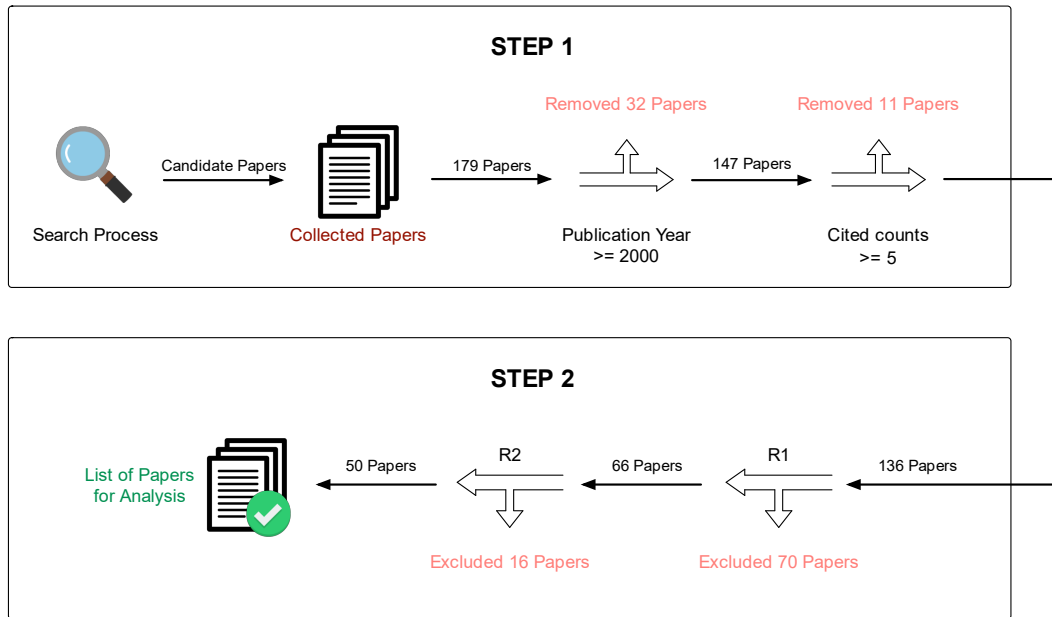 STEP 1
Removed 32 Papers
Removed 11 Papers
Candidate Papers
179 Papers
147 Papers
Search Process
Collected Papers
Publication Year
>= 2000
Cited counts
>= 5
STEP 2
List of Papers
for Analysis
50 Papers
R2
66 Papers
R1
136 Papers
Excluded 16 Papers
Excluded 70 Papers